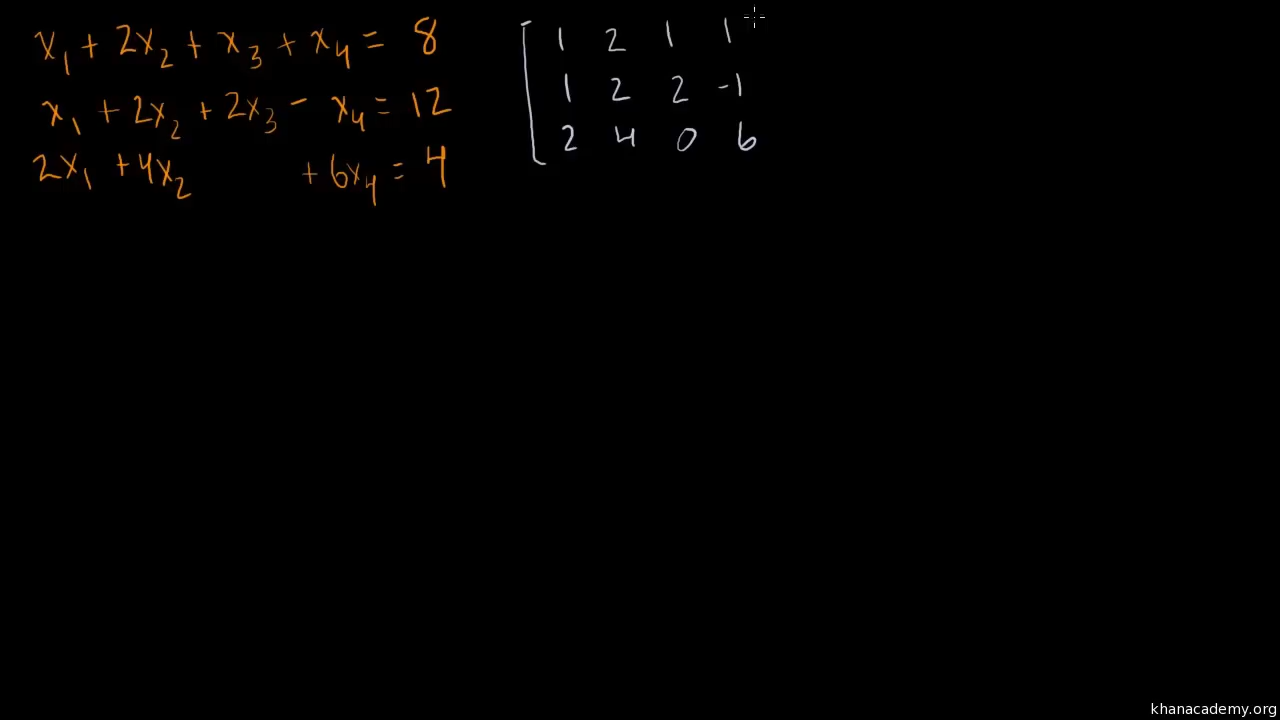 x₁ + 2x₂ + x₃ + x₄ = 8
x₁ + 2x₂ + 2x₃ - x₄ = 12
2x₁ + 4x₂ + 6x₄ = 4
1 2 1 1
1 2 2 -1
2 4 0 6
khanacademy.org